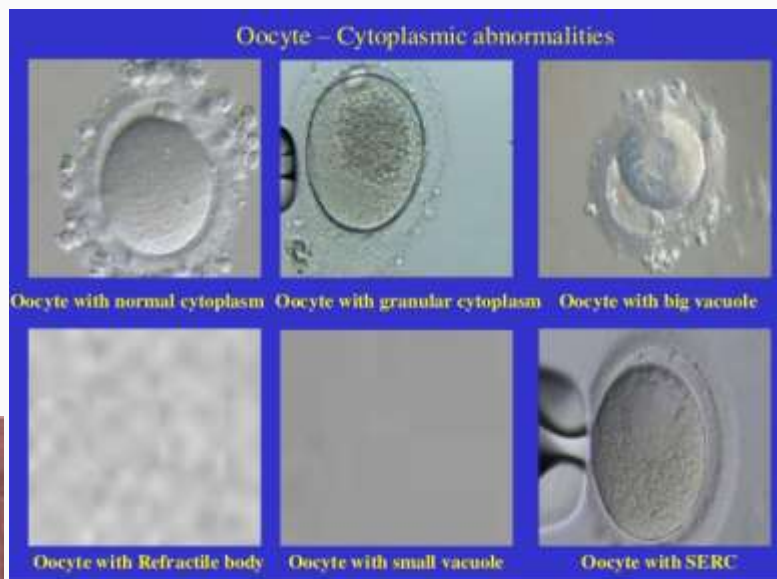 Oocyte – Cytoplasmic abnormalities
Oocyte with normal cytoplasm
Oocyte with granular cytoplasm
Oocyte with big vacuole
Oocyte with Refractile body
Oocyte with small vacuole
Oocyte with SERC